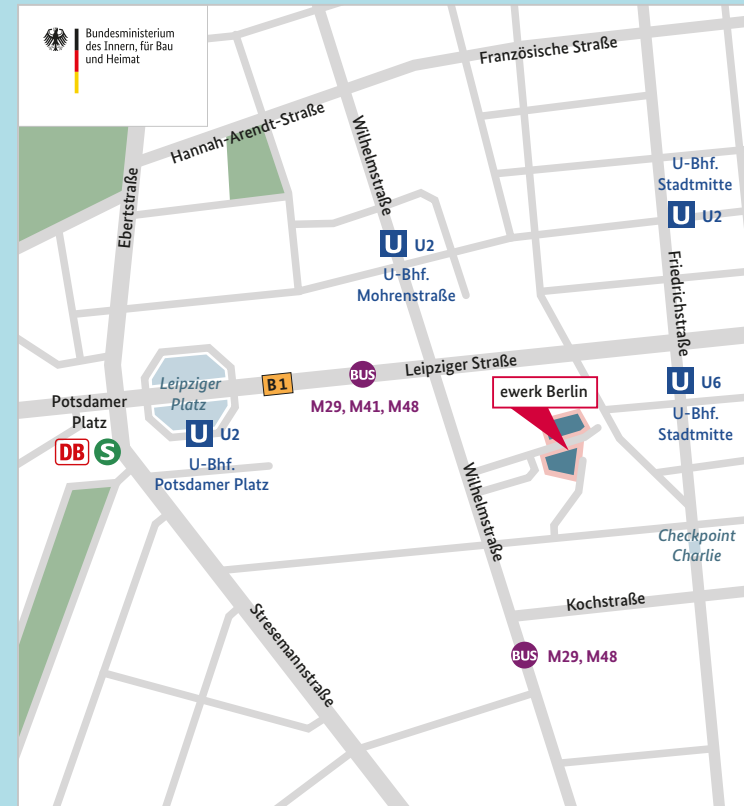 Bundesministerium
des Innern, für Bau
und Heimat
Französische Straße
Hannah-Arendt-Straße
Wilhelmstraße
Ebertstraße
U-Bhf.
Stadtmitte
U U2
U U2
U-Bhf.
Mohrenstraße
Friedrichstraße
Leipziger Straße
BUS
M29, M41, M48
B1
Leipziger
Platz
Potsdamer
Platz
DB S
U U2
U-Bhf.
Potsdamer Platz
ewerk Berlin
U U6
U-Bhf.
Stadtmitte
Wilhelmstraße
Checkpoint
Charlie
Kochstraße
Stresemannstraße
BUS M29, M48